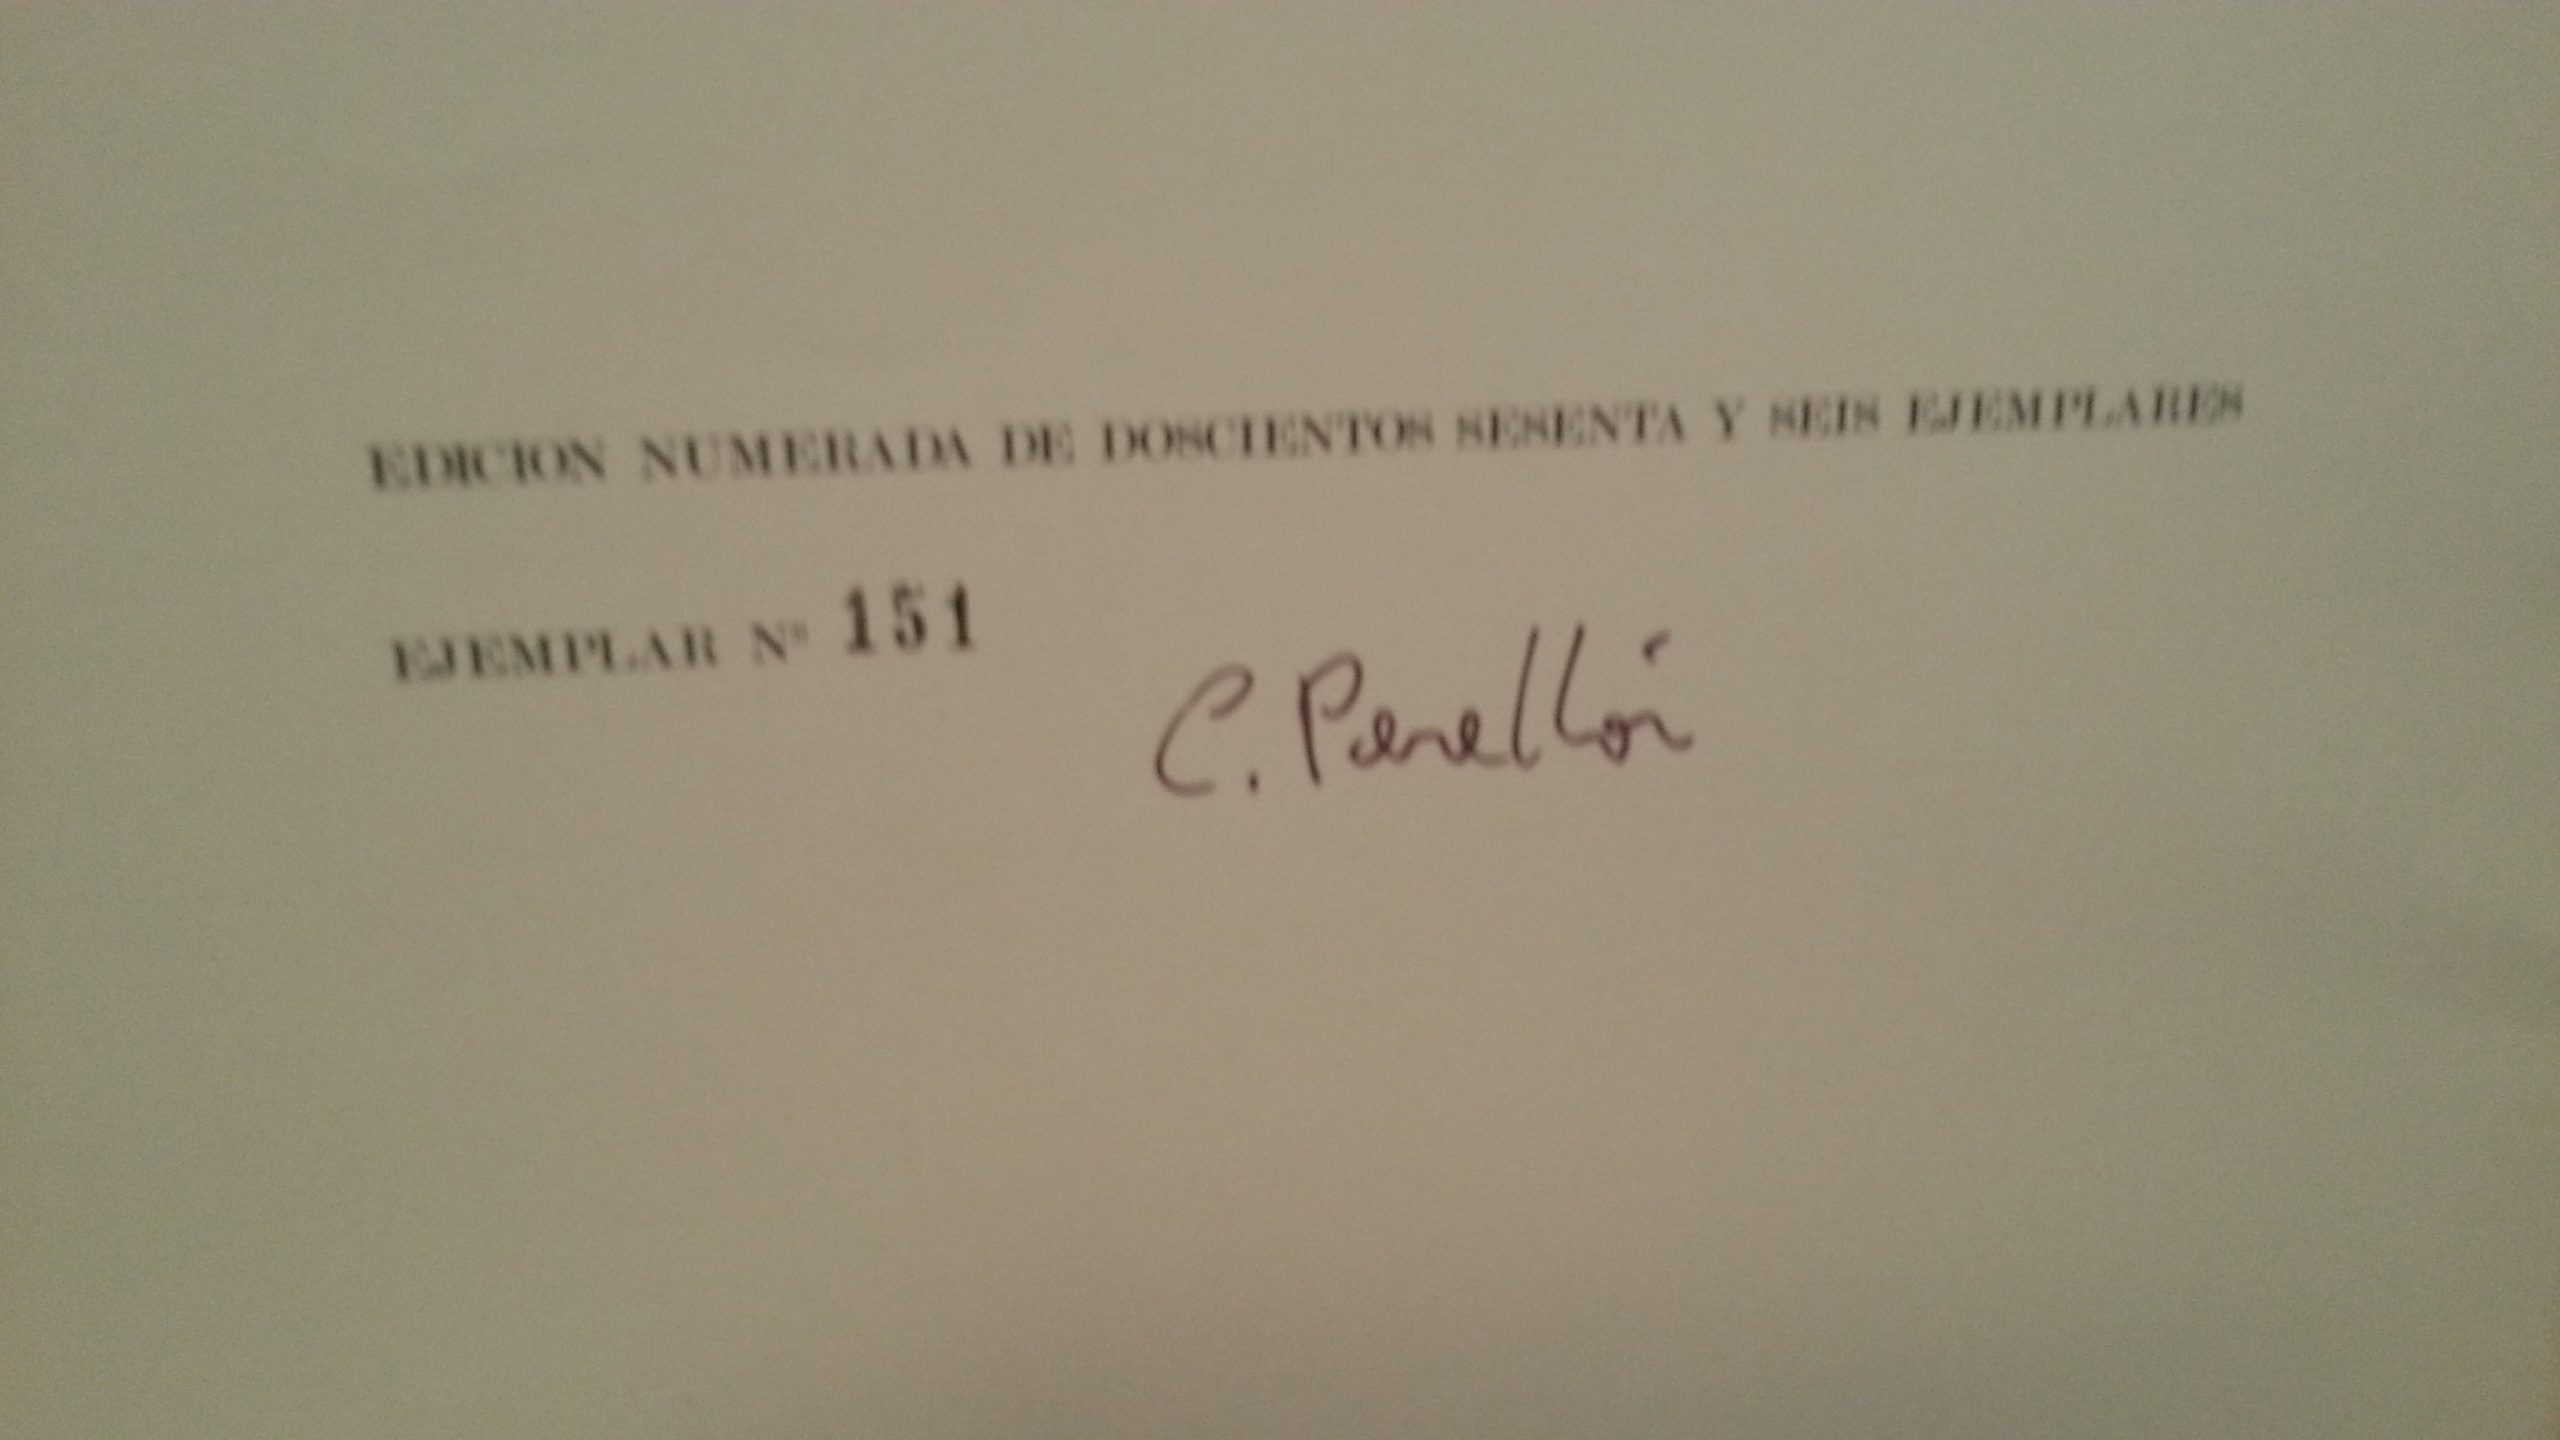 EDICION NUMERADA DE DOSCIENTOS SESENTA Y SEIS EJEMPLARES
EJEMPLAR Nº 151
C. Perellón